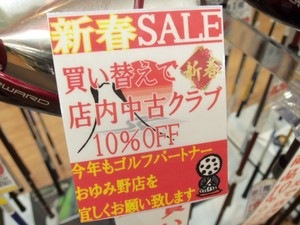 新春SALE
買い替えで
新春
店内中古クラブ
10%OFF
今年もゴルフパートナー
おゆみ野店を
宜しくお願い致します
WARD